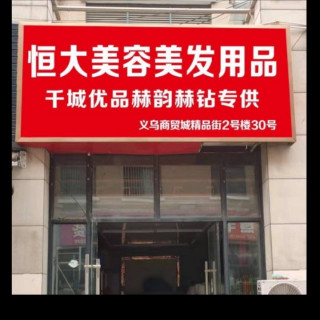 恒大美容美发用品
千城优品赫韵赫钻专供
义乌商贸城精品街2号楼30号